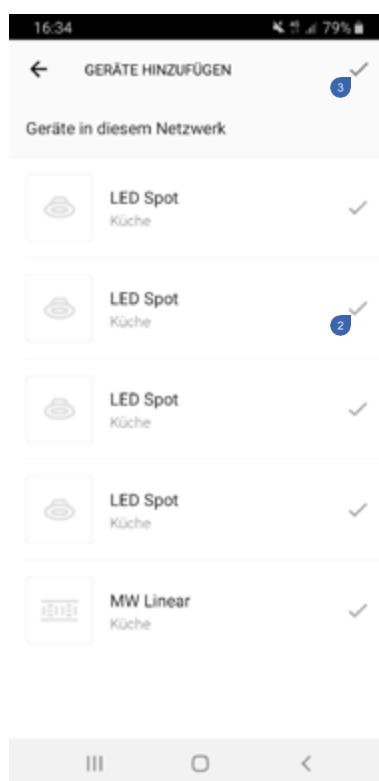 16:34
79%
GERÄTE HINZUFÜGEN
3
Geräte in diesem Netzwerk
LED Spot
Küche
LED Spot
Küche
2
LED Spot
Küche
LED Spot
Küche
MW Linear
Küche